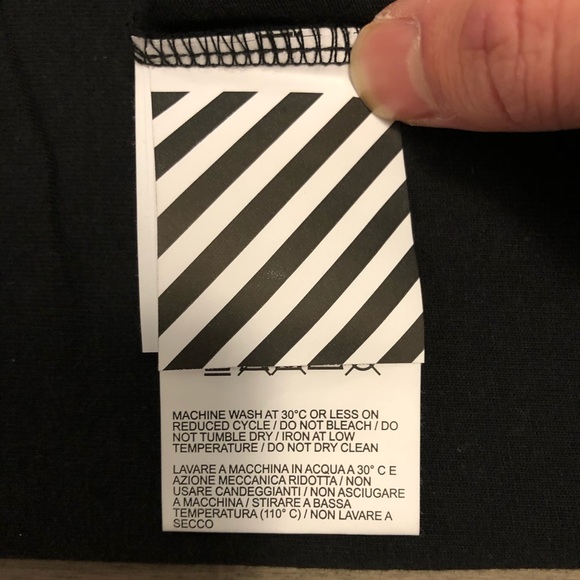 MACHINE WASH AT 30°C OR LESS ON
REDUCED CYCLE / DO NOT BLEACH / DO
NOT TUMBLE DRY / IRON AT LOW
TEMPERATURE / DO NOT DRY CLEAN
LAVARE A MACCHINA IN ACQUA A 30° C E
AZIONE MECCANICA RIDOTTA / NON
USARE CANDEGGIANTI / NON ASCIUGARE
A MACCHINA / STIRARE A BASSA
TEMPERATURA (110° C) / NON LAVARE A
SECCO